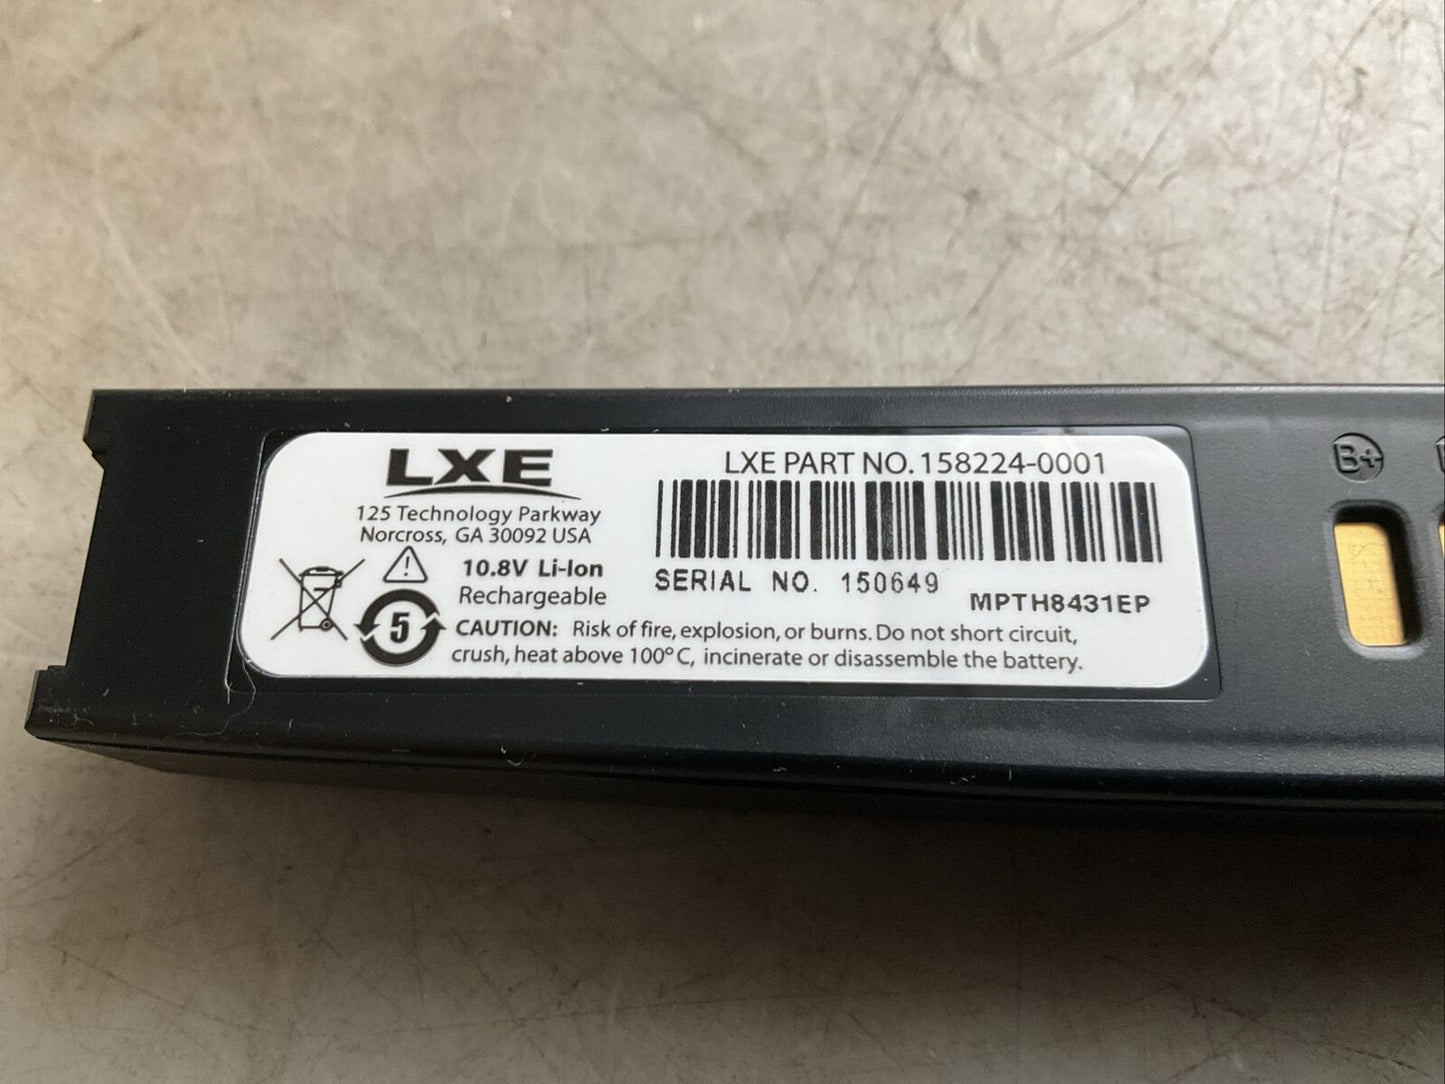 LXE
125 Technology Parkway
Norcross, GA 30092 USA
10.8V Li-Ion
Rechargeable
LXE PART NO. 158224-0001
SERIAL NO. 150649
MPTH8431EP
5
CAUTION: Risk of fire, explosion, or burns. Do not short circuit,
crush, heat above 100°C, incinerate or disassemble the battery.
B+